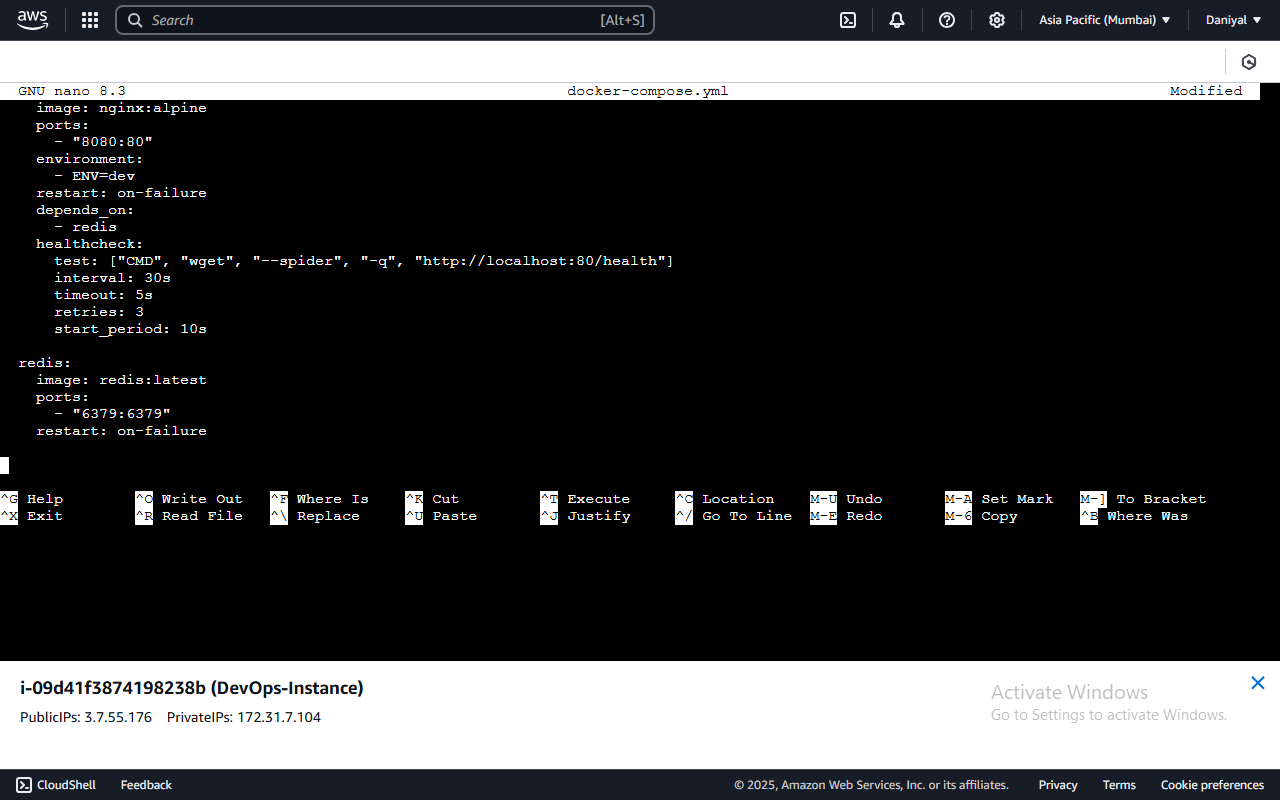 aws Search [Alt+S] Asia Pacific (Mumbai) ▼ Daniyal ▼
GNU nano 8.3 docker-compose.yml Modified
    image: nginx:alpine
    ports:
      - "8080:80"
    environment:
      - ENV=dev
    restart: on-failure
    depends_on:
      - redis
    healthcheck:
      test: ["CMD", "wget", "--spider", "-q", "http://localhost:80/health"]
      interval: 30s
      timeout: 5s
      retries: 3
      start_period: 10s
  redis:
    image: redis:latest
    ports:
      - "6379:6379"
    restart: on-failure
^G Help ^O Write Out ^F Where Is ^K Cut ^T Execute ^C Location M-U Undo M-A Set Mark M-] To Bracket
^X Exit ^R Read File ^\ Replace ^U Paste ^J Justify ^/ Go To Line M-E Redo M-6 Copy ^B Where Was
i-09d41f3874198238b (DevOps-Instance)
PublicIPs: 3.7.55.176 PrivateIPs: 172.31.7.104
Activate Windows
Go to Settings to activate Windows.
CloudShell Feedback © 2025, Amazon Web Services, Inc. or its affiliates. Privacy Terms Cookie preferences